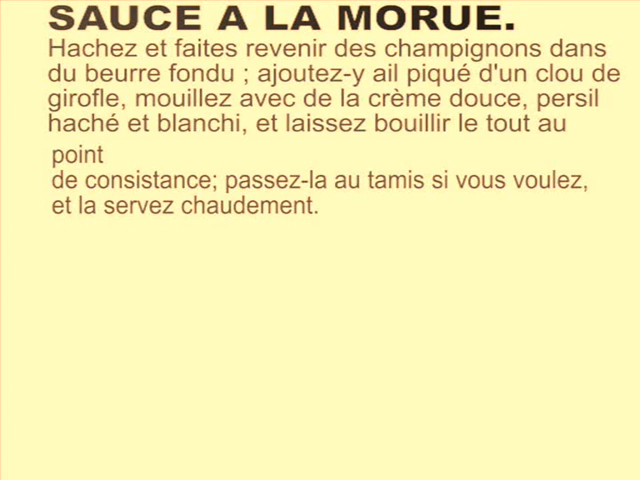 SAUCE A LA MORUE.
Hachez et faites revenir des champignons dans
du beurre fondu ; ajoutez-y ail piqué d'un clou de
girofle, mouillez avec de la crème douce, persil
haché et blanchi, et laissez bouillir le tout au
point
de consistance; passez-la au tamis si vous voulez,
et la servez chaudement.